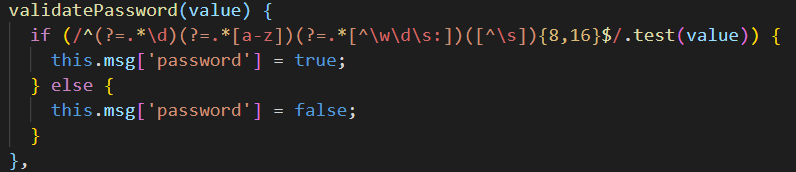 validatePassword(value) {
  if (/^(?=.*\d)(?=.*[a-z])(?=.*[^\w\d\s:])([^\s]){8,16}$/.test(value)) {
    this.msg['password'] = true;
  } else {
    this.msg['password'] = false;
  }
},